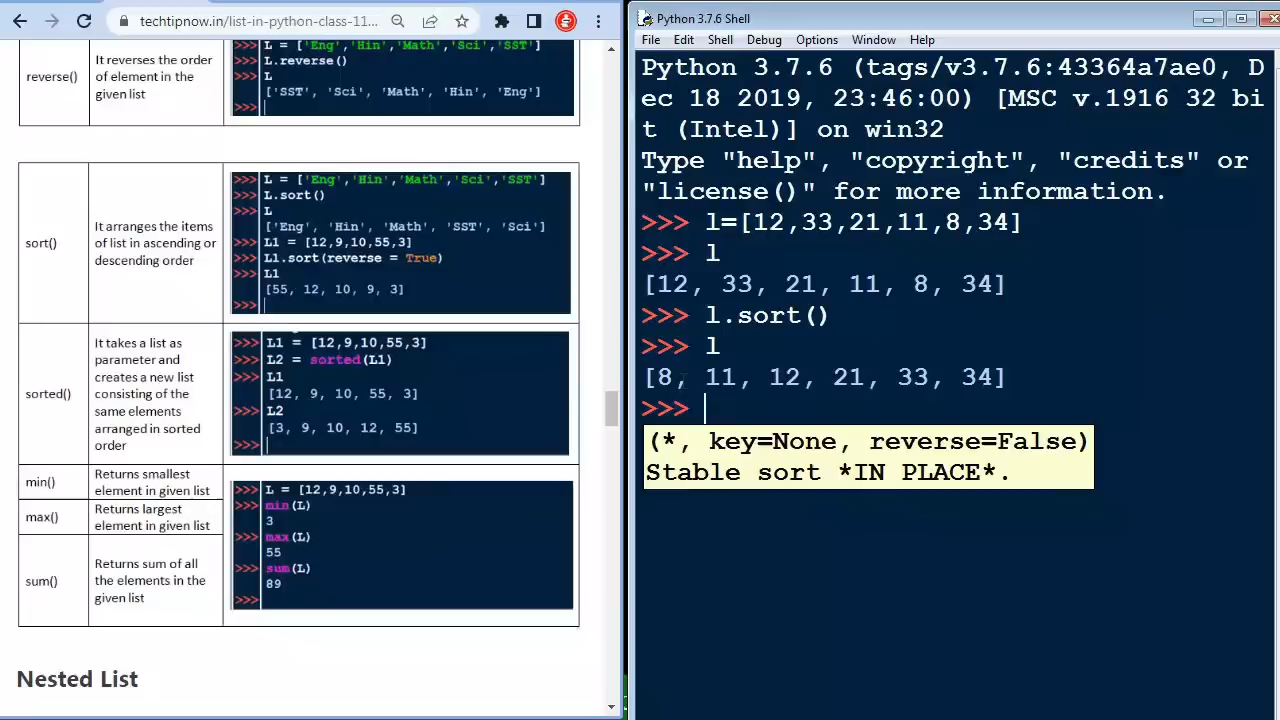 techtipnow.in/list-in-python-class-11...
reverse()
It reverses the order
of element in the
given list
>>> L = ['Eng','Hin','Math','Sci','SST']
>>> L.reverse()
>>> L
['SST', 'Sci', 'Math', 'Hin', 'Eng']
>>>
sort()
It arranges the items
of list in ascending or
descending order
>>> L = ['Eng','Hin','Math','Sci','SST']
>>> L.sort()
>>> L
['Eng', 'Hin', 'Math', 'SST', 'Sci']
>>> L1 = [12,9,10,55,3]
>>> L1.sort(reverse = True)
>>> L1
[55, 12, 10, 9, 3]
>>>
sorted()
It takes a list as
parameter and
creates a new list
consisting of the
same elements
arranged in sorted
order
>>> L1 = [12,9,10,55,3]
>>> L2 = sorted(L1)
>>> L1
[12, 9, 10, 55, 3]
>>> L2
[3, 9, 10, 12, 55]
>>>
min()
Returns smallest
element in given list
max()
Returns largest
element in given list
sum()
Returns sum of all
the elements in the
given list
>>> L = [12,9,10,55,3]
>>> min(L)
3
>>> max(L)
55
>>> sum(L)
89
>>>
Nested List
Python 3.7.6 Shell
File Edit Shell Debug Options Window Help
Python 3.7.6 (tags/v3.7.6:43364a7ae0, D
ec 18 2019, 23:46:00) [MSC v.1916 32 bi
t (Intel)] on win32
Type "help", "copyright", "credits" or
"license()" for more information.
>>> l=[12,33,21,11,8,34]
>>> l
[12, 33, 21, 11, 8, 34]
>>> l.sort()
>>> l
[8, 11, 12, 21, 33, 34]
>>>
(*, key=None, reverse=False)
Stable sort *IN PLACE*.